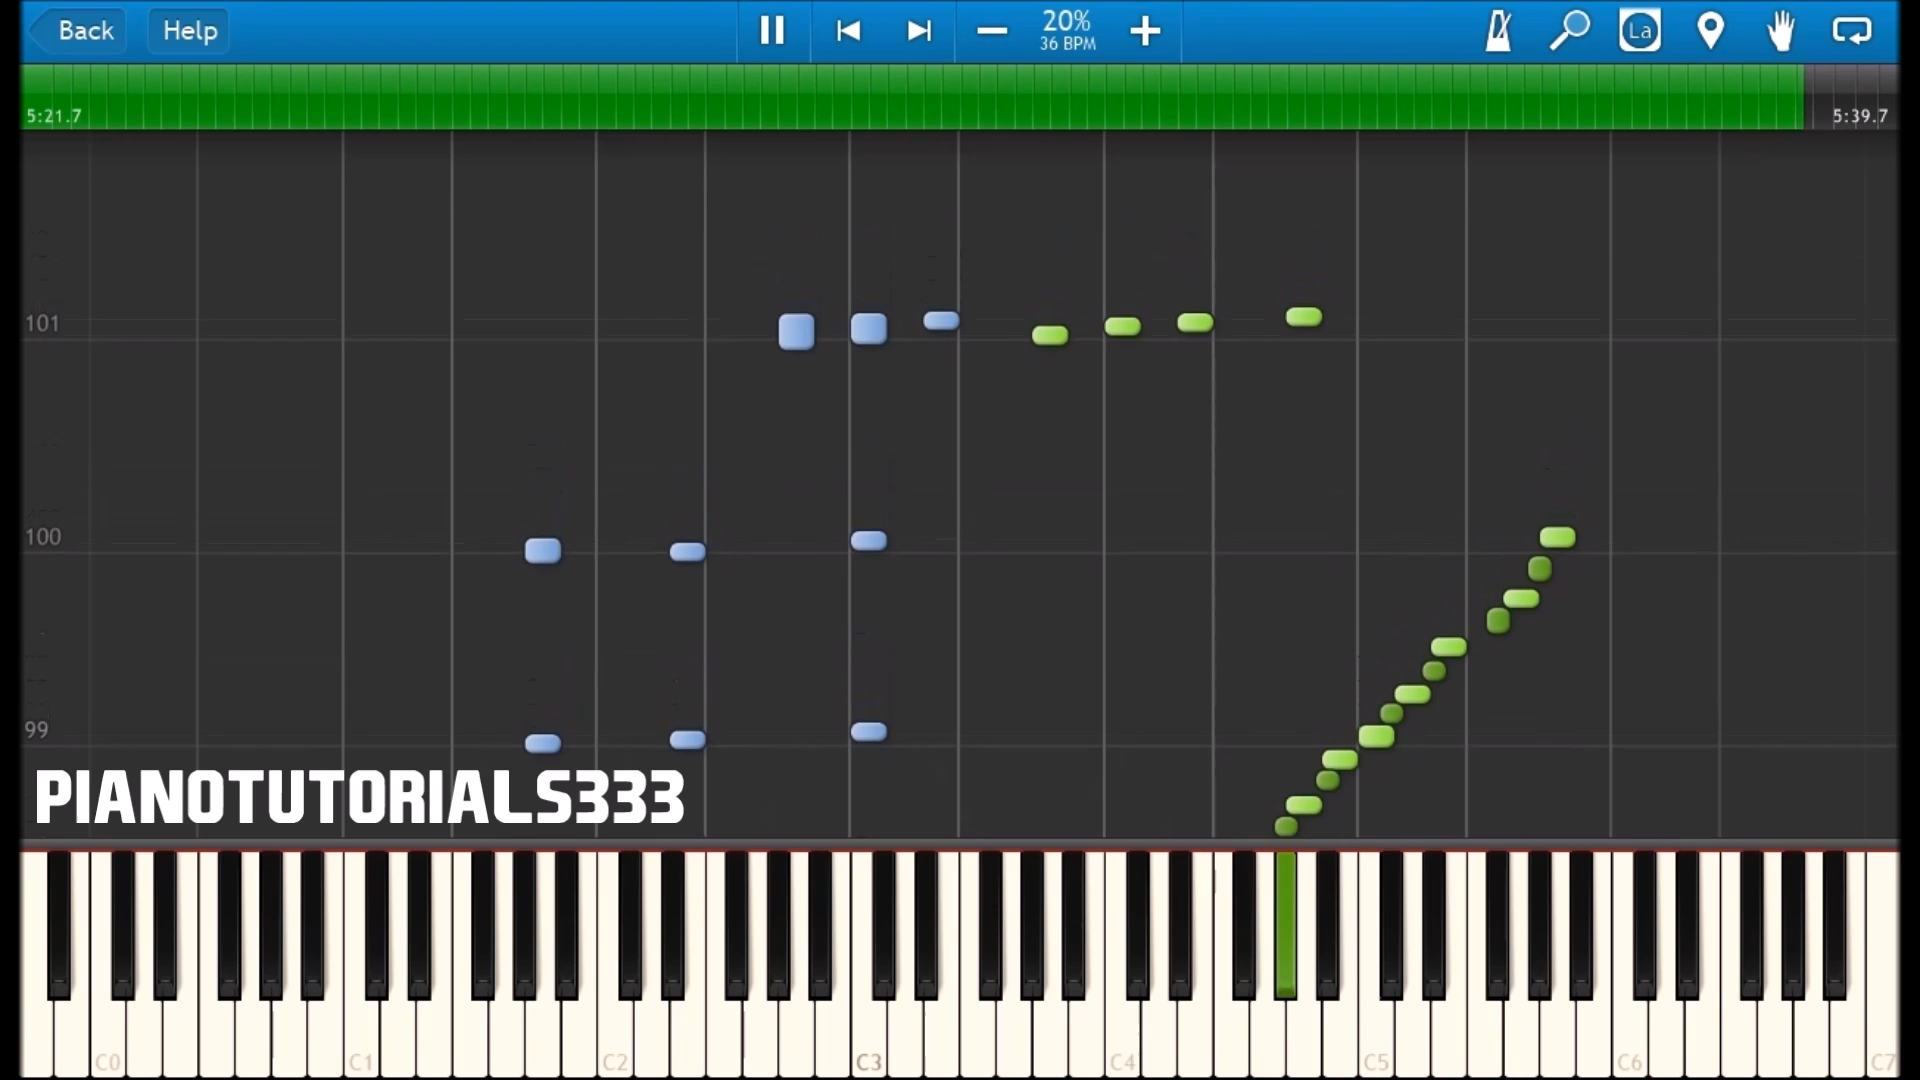 Back Help 20% La
36 BPM
5:21.7 5:39.7
101
100
99
PIANOTUTORIALS333
C0 C1 C2 C3 C4 C5 C6 C7